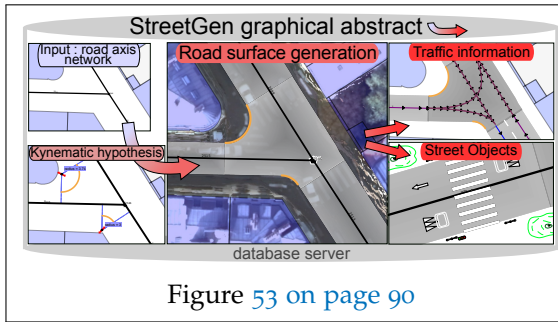 StreetGen graphical abstract
Input : road axis
network
Road surface generation
Traffic information
Kynematic hypothesis
Street Objects
database server
Figure 53 on page 90